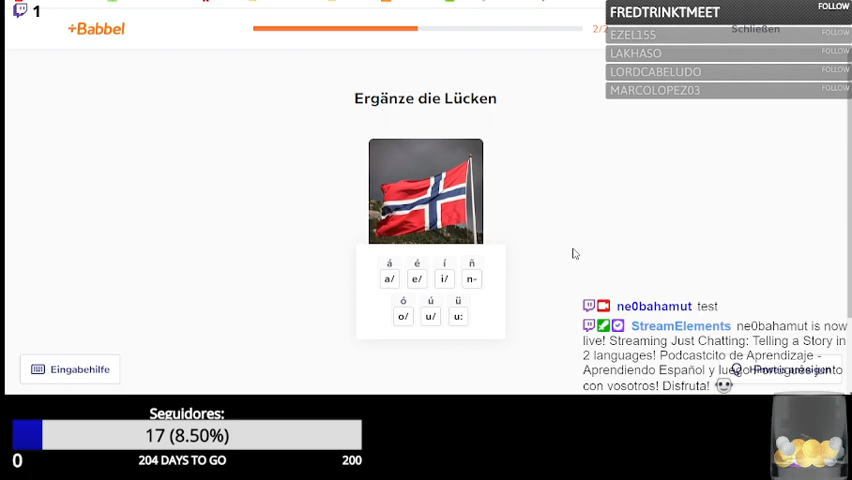 1
FREDTRINKTMEET FOLLOW
+Babbel
2/2
Schließen
EZEL155 FOLLOW
LAKHASO FOLLOW
LORDCABELUDO FOLLOW
MARCOLOPEZ03 FOLLOW
Ergänze die Lücken
á é í ñ
a/ e/ i/ n-
ó ú ü
o/ u/ u:
ne0bahamut test
StreamElements ne0bahamut is now
live! Streaming Just Chatting: Telling a Story in
2 languages! Podcastcito de Aprendizaje -
Aprendiendo Español y luego Portugués junto
con vosotros! Disfruta!
Eingabehilfe
Seguidores:
17 (8.50%)
0 204 DAYS TO GO 200